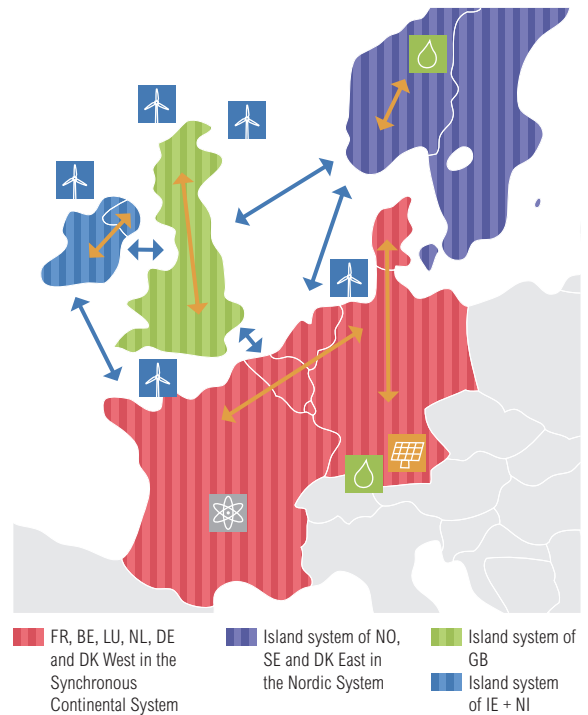 FR, BE, LU, NL, DE
and DK West in the
Synchronous
Continental System
Island system of NO,
SE and DK East in
the Nordic System
Island system of
GB
Island system
of IE + NI